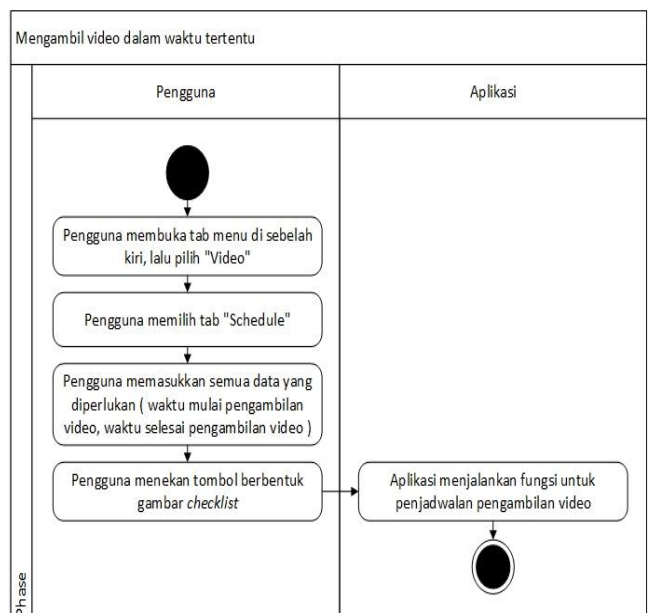 Mengambil video dalam waktu tertentu
Pengguna
Aplikasi
Pengguna membuka tab menu di sebelah
kiri, lalu pilih "Video"
Pengguna memilih tab "Schedule"
Pengguna memasukkan semua data yang
diperlukan ( waktu mulai pengambilan
video, waktu selesai pengambilan video )
Pengguna menekan tombol berbentuk
gambar checklist
Aplikasi menjalankan fungsi untuk
penjadwalan pengambilan video
Phase